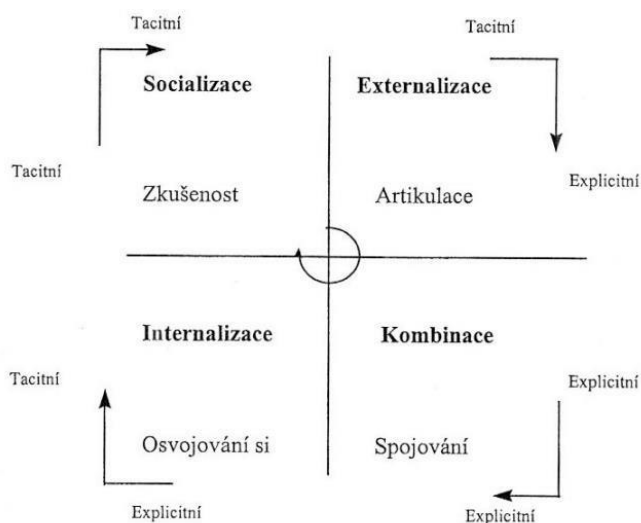 Tacitní
Tacitní
Socializace
Externalizace
Tacitní
Explicitní
Zkušenost
Artikulace
Internalizace
Kombinace
Tacitní
Explicitní
Osvojování si
Spojování
Explicitní
Explicitní